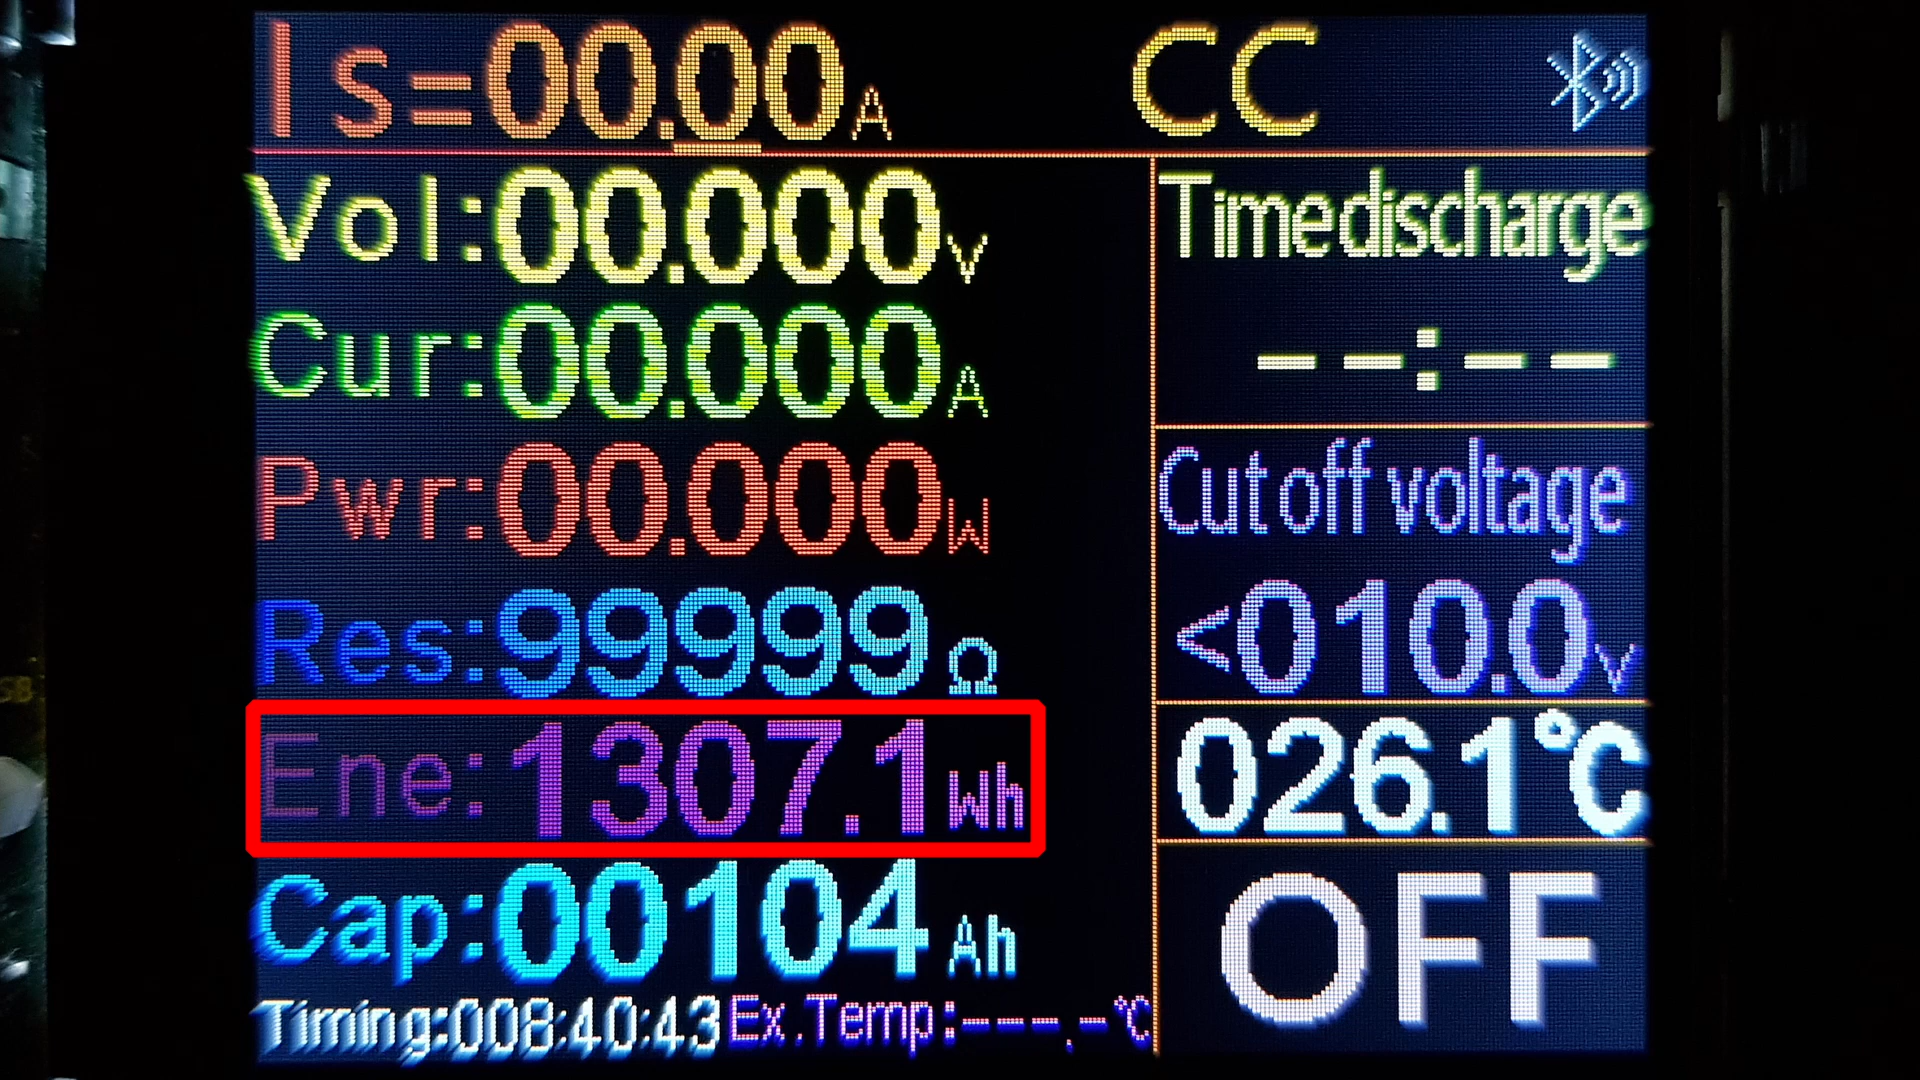 Is=00.00A CC
Vol:00.000V
Cur:00.000A
Pwr:00.000W
Res:99999Ω
Ene:1307.1Wh
Cap:00104Ah
Timing:008:40:43 Ex.Temp:---.-℃
Time discharge
--:--
Cut off voltage
<010.0V
026.1℃
OFF